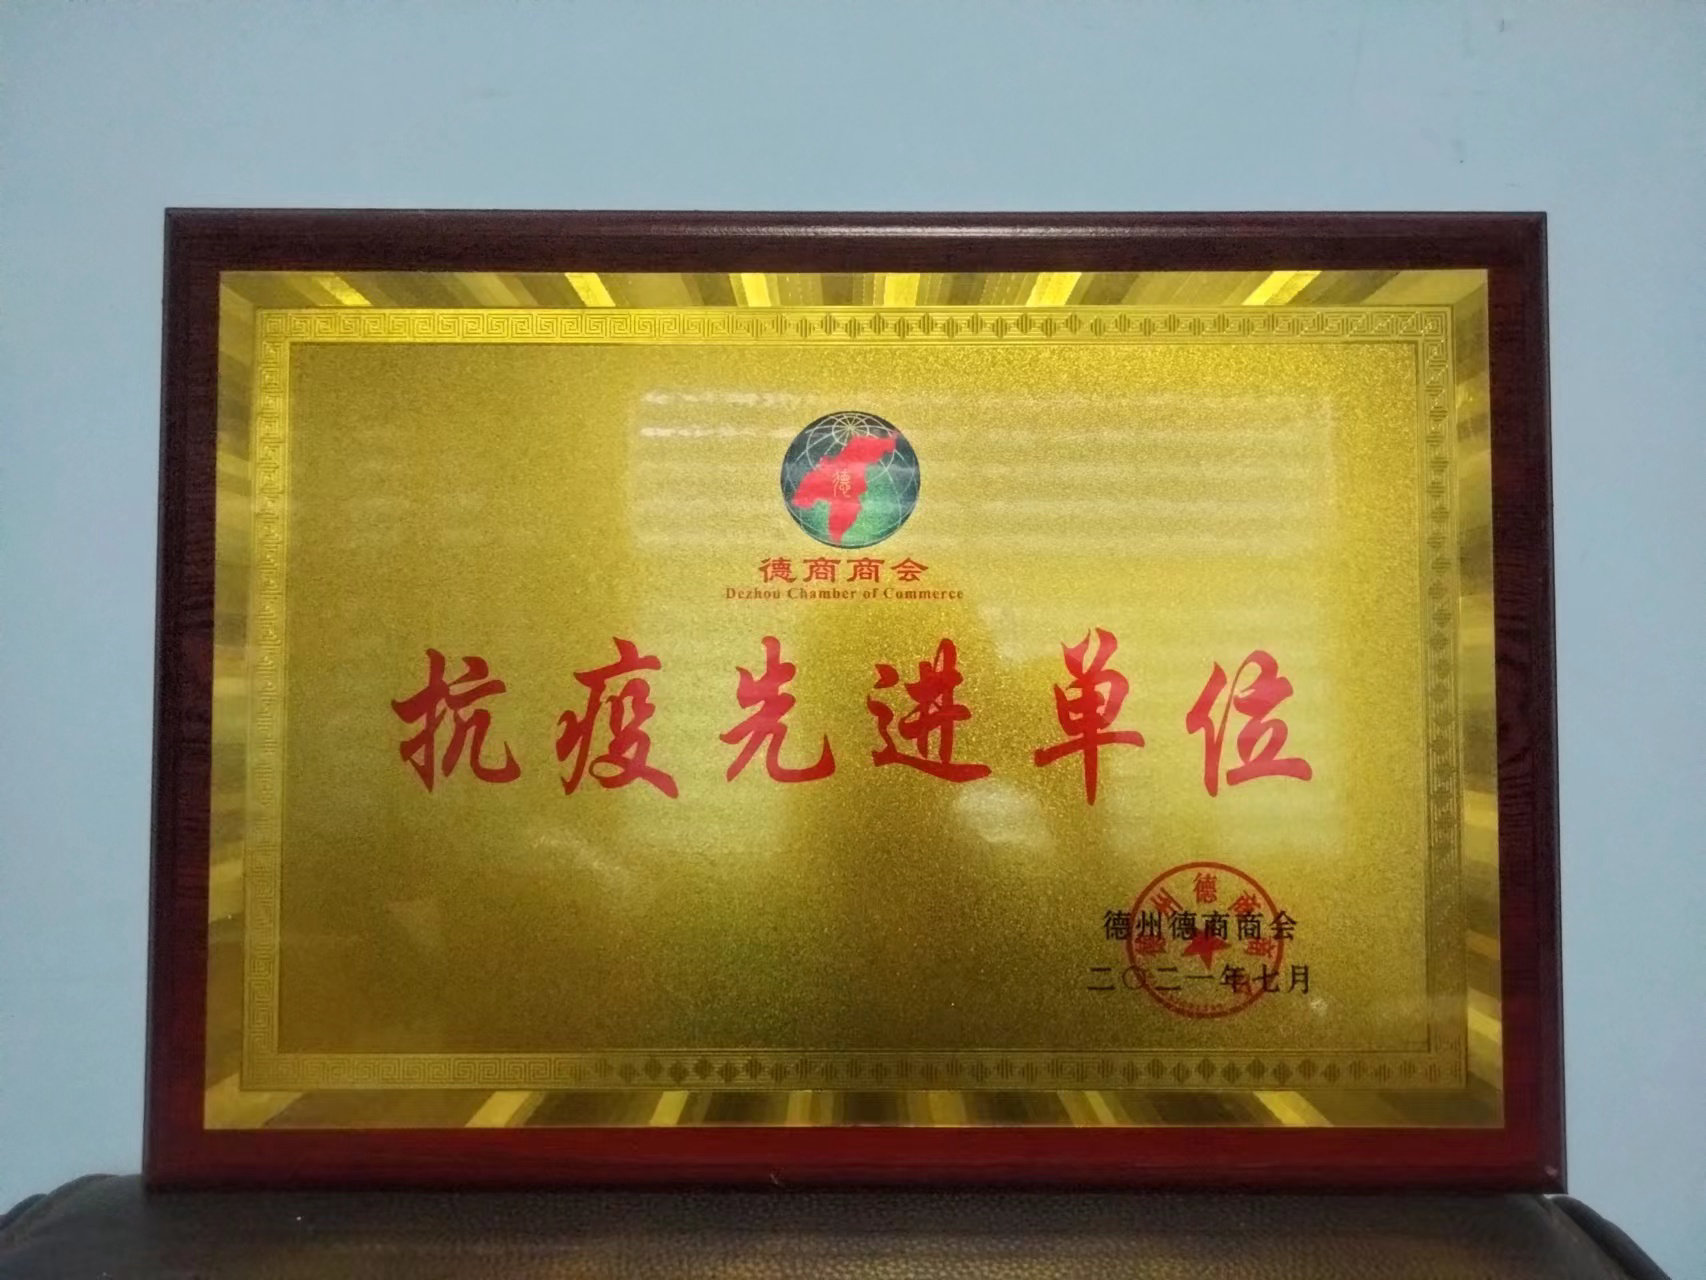 德
德商商会
Dezhou Chamber of Commerce
抗疫先进单位
德州德商商会
二〇二一年七月